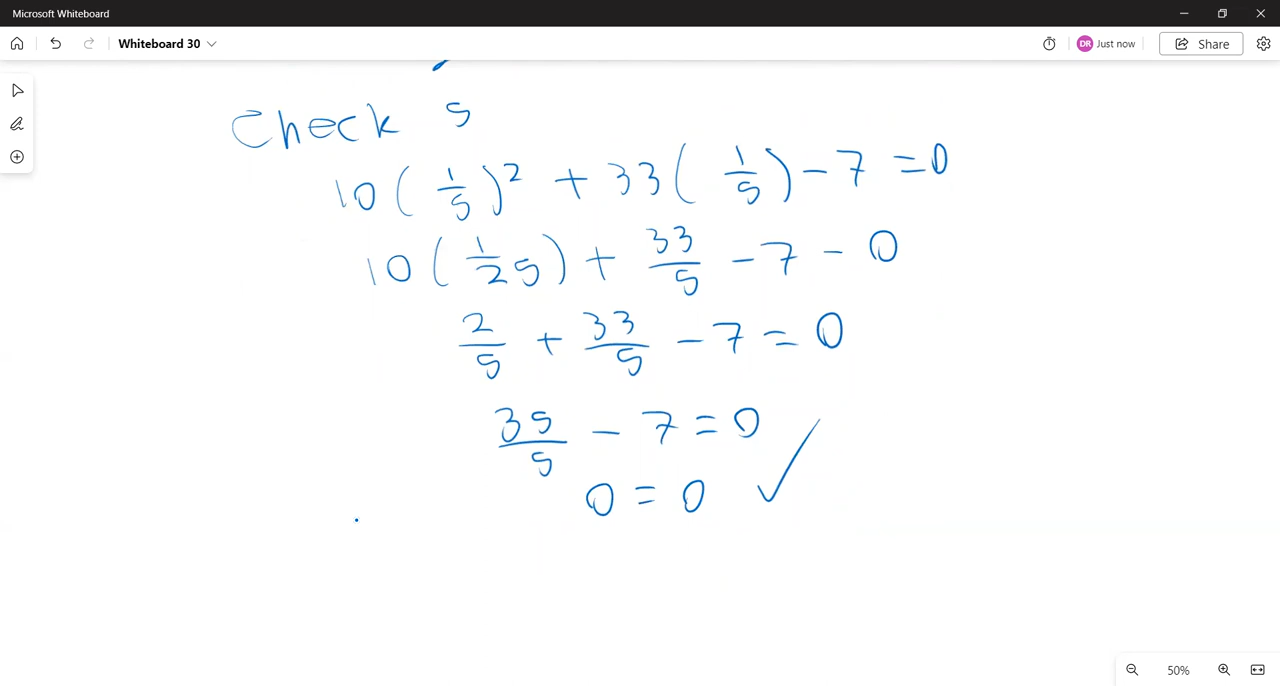 Microsoft Whiteboard
Whiteboard 30
DR Just now
Share
5
Check
10(1/5)² + 33(1/5) - 7 = 0
10(1/25) + 33/5 - 7 - 0
2/5 + 33/5 - 7 = 0
35/5 - 7 = 0
0 = 0 ✓
50%